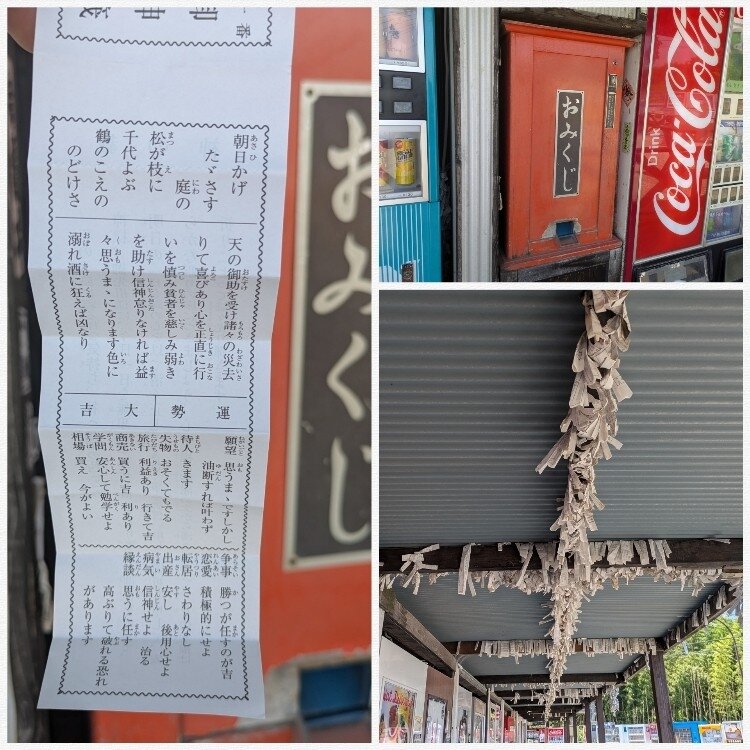 番
御神籤
朝日かげ
たゞさす 庭の
松が枝に
千代よぶ
鶴のこえの
のどけさ
天の御助を受け諸々の災去
りて喜びあり心を正直に行
いを慎み貧者を慈しみ弱き
を助け信神怠りなければ益
々思うまゝになります色に
溺れ酒に狂えば凶なり
運勢
大吉
願望 思うまゝですしかし
油断すれば叶わず
待人 きます
失物 おそくてもでる
旅行 利益あり 行きて吉
商売 買うに吉 利あり
学問 安心して勉学せよ
相場 買え 今がよい
争事 勝つが任すのが吉
恋愛 積極的にせよ
転居 さわりなし
出産 安し 後用心せよ
病気 信神せよ 治る
縁談 思うに任す
高ぶりて破れる恐れ
があります
おみくじ
おみくじ
Drink
Coca-Cola